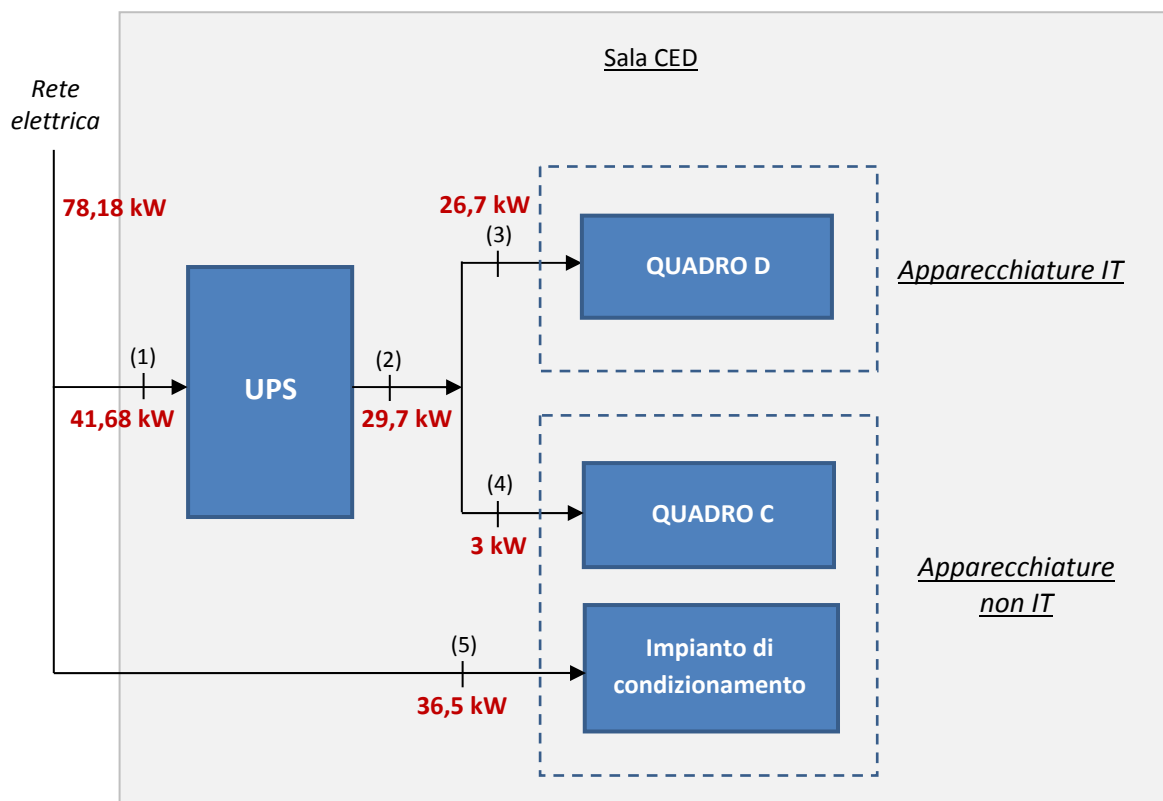 Sala CED
Rete
elettrica
78,18 kW
26,7 kW
(3)
QUADRO D
Apparecchiature IT
(1)
UPS
(2)
41,68 kW
29,7 kW
(4)
QUADRO C
3 kW
Apparecchiature
non IT
(5)
Impianto di
condizionamento
36,5 kW